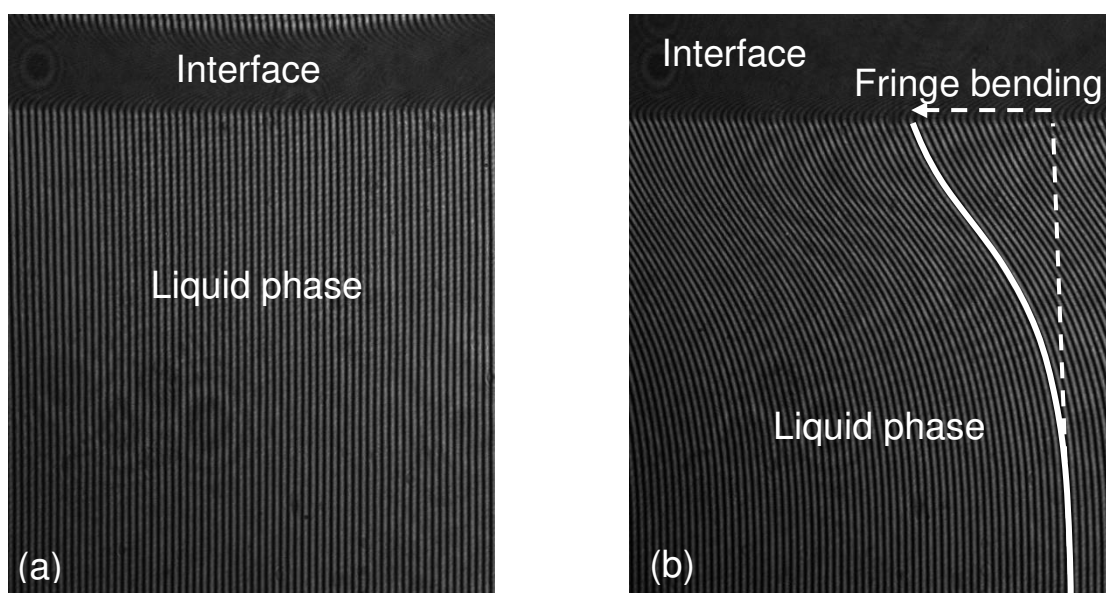 Interface
Liquid phase
(a)
Interface
Fringe bending
Liquid phase
(b)